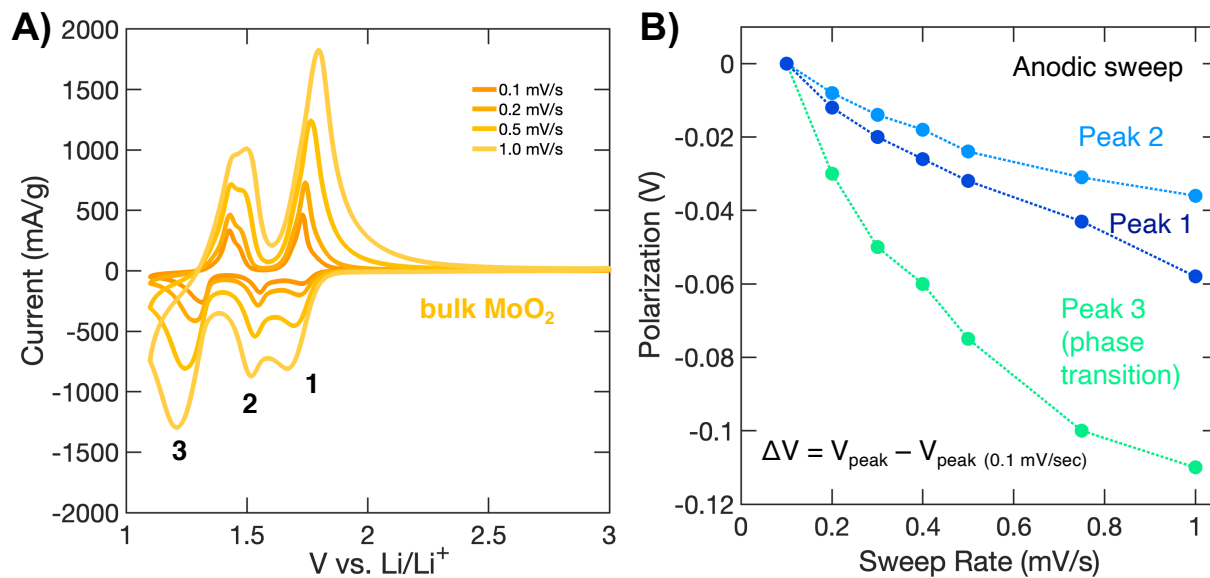 A)
Current (mA/g)
2000
1500
1000
500
0
-500
-1000
-1500
-2000
0.1 mV/s
0.2 mV/s
0.5 mV/s
1.0 mV/s
bulk MoO₂
1
2
3
1
1.5
2
2.5
3
V vs. Li/Li⁺
B)
Polarization (V)
0
-0.02
-0.04
-0.06
-0.08
-0.1
-0.12
Anodic sweep
Peak 2
Peak 1
Peak 3
(phase
transition)
ΔV = Vpeak – Vpeak (0.1 mV/sec)
0
0.2
0.4
0.6
0.8
1
Sweep Rate (mV/s)